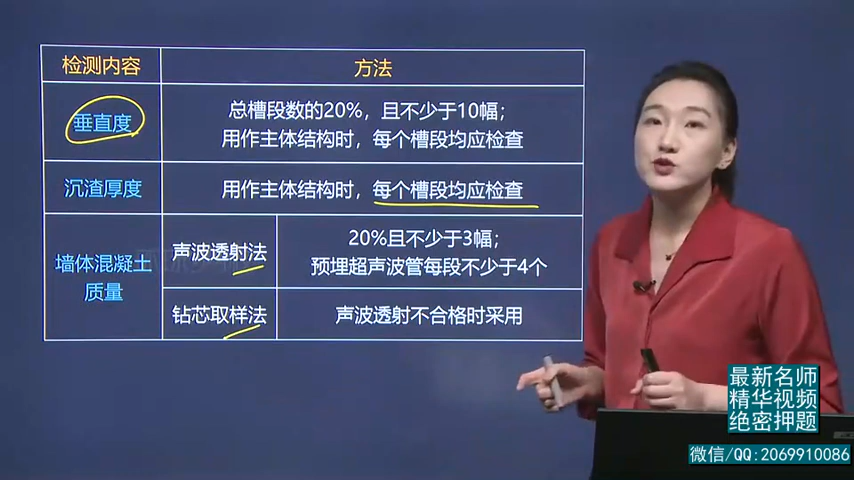 检测内容
方法
垂直度
总槽段数的20%，且不少于10幅；
用作主体结构时，每个槽段均应检查
沉渣厚度
用作主体结构时，每个槽段均应检查
墙体混凝土
质量
声波透射法
20%且不少于3幅；
预埋超声波管每段不少于4个
钻芯取样法
声波透射不合格时采用
最新名师
精华视频
绝密押题
微信/QQ:2069910086